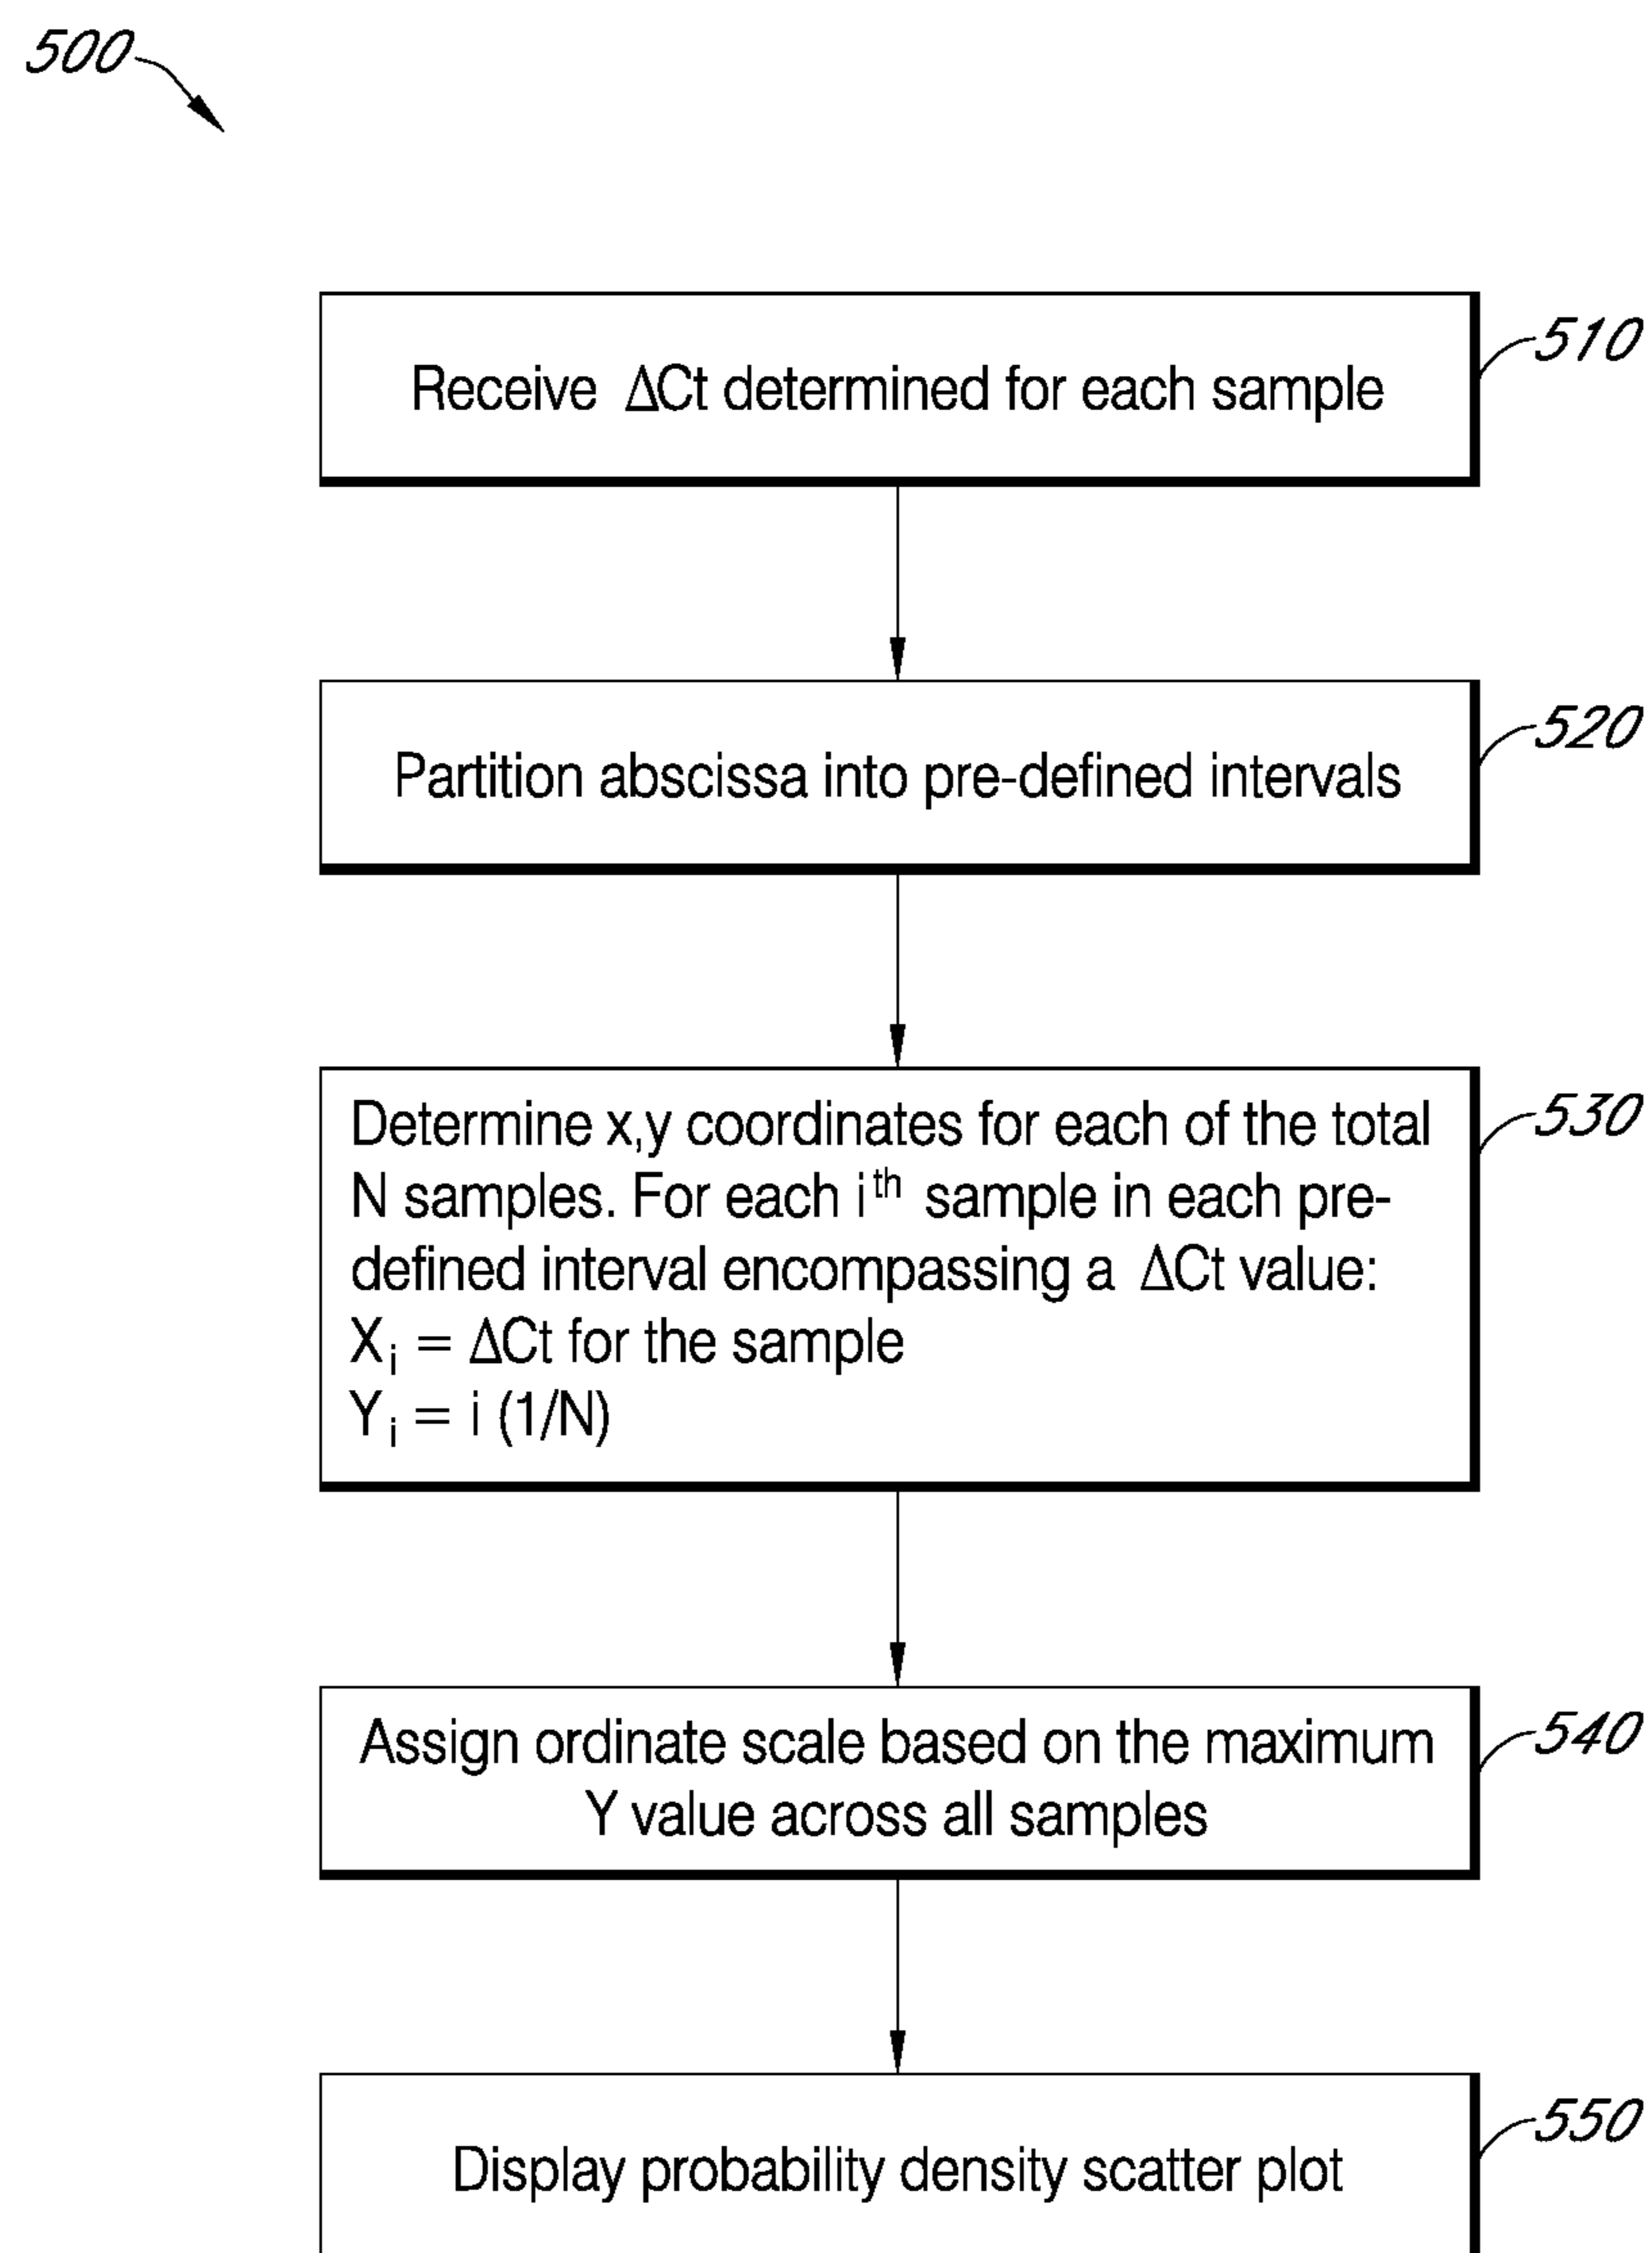 500
Receive ΔCt determined for each sample
510
Partition abscissa into pre-defined intervals
520
Determine x,y coordinates for each of the total
N samples. For each i th sample in each pre-
defined interval encompassing a ΔCt value:
Xi = ΔCt for the sample
Yi = i (1/N)
530
Assign ordinate scale based on the maximum
Y value across all samples
540
Display probability density scatter plot
550